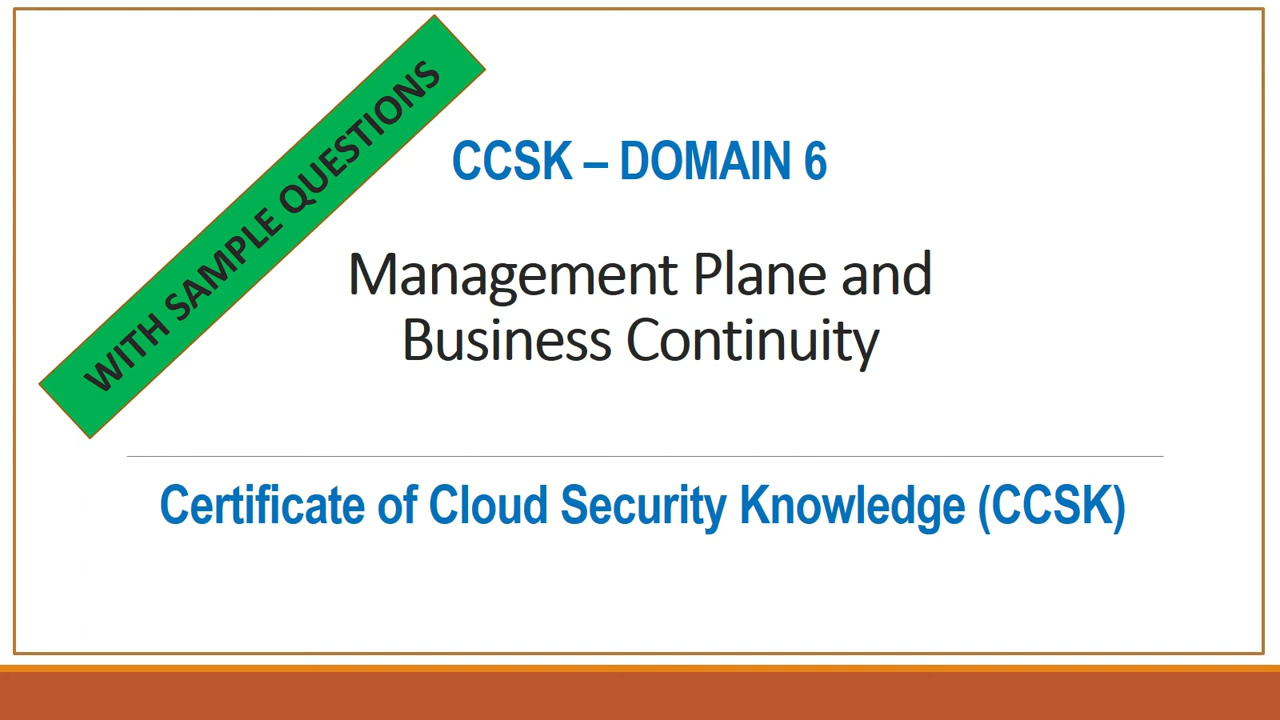 WITH SAMPLE QUESTIONS
CCSK – DOMAIN 6
Management Plane and
Business Continuity
Certificate of Cloud Security Knowledge (CCSK)